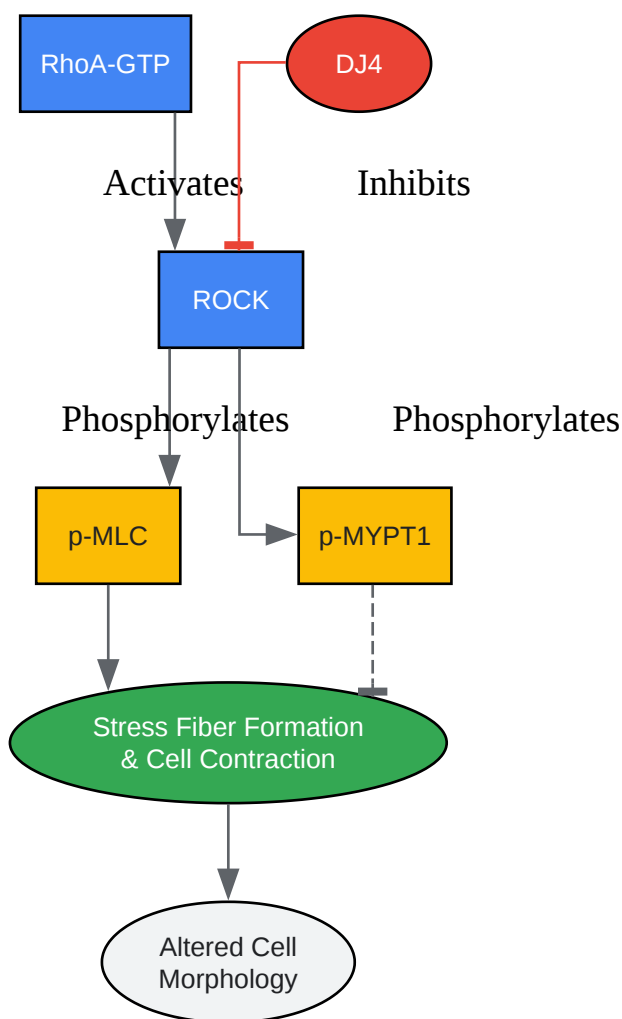 RhoA-GTP
DJ4
Activates
Inhibits
ROCK
Phosphorylates
Phosphorylates
p-MLC
p-MYPT1
Stress Fiber Formation
& Cell Contraction
Altered Cell
Morphology